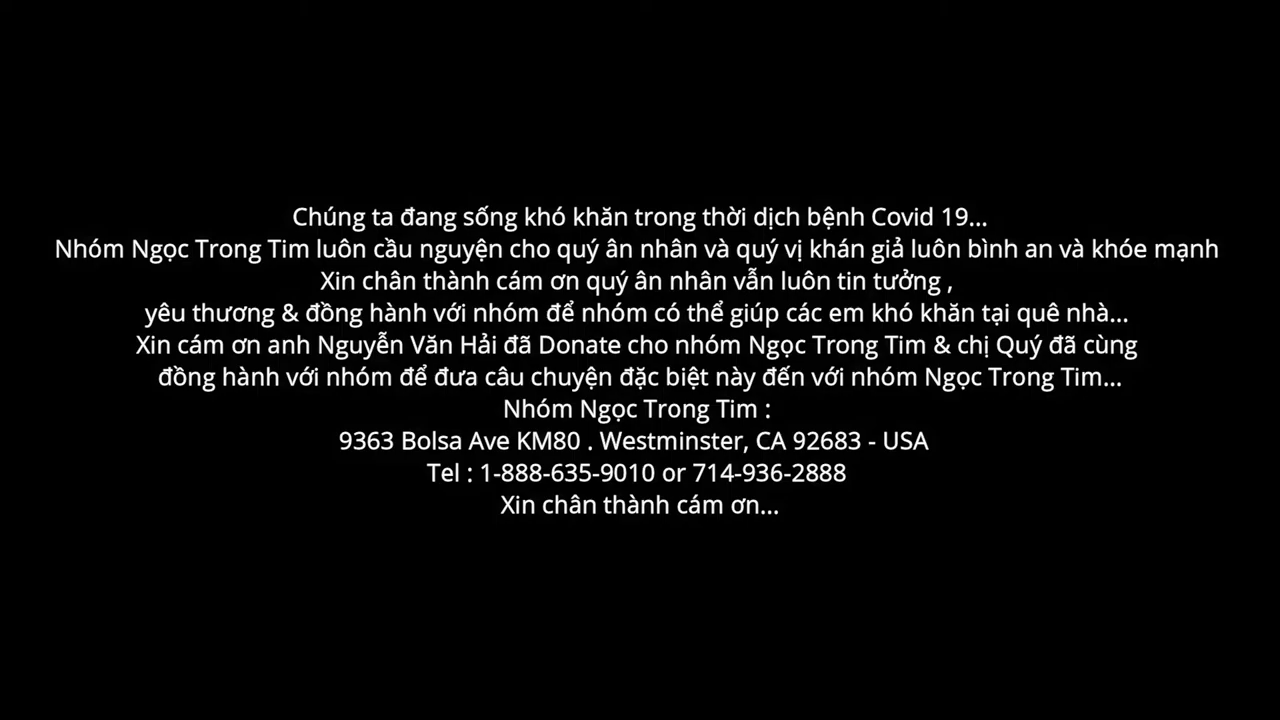 Chúng ta đang sống khó khăn trong thời dịch bệnh Covid 19...
Nhóm Ngọc Trong Tim luôn cầu nguyện cho quý ân nhân và quý vị khán giả luôn bình an và khóe mạnh
Xin chân thành cám ơn quý ân nhân vẫn luôn tin tưởng ,
yêu thương & đồng hành với nhóm để nhóm có thể giúp các em khó khăn tại quê nhà...
Xin cám ơn anh Nguyễn Văn Hải đã Donate cho nhóm Ngọc Trong Tim & chị Quý đã cùng
đồng hành với nhóm để đưa câu chuyện đặc biệt này đến với nhóm Ngọc Trong Tim...
Nhóm Ngọc Trong Tim :
9363 Bolsa Ave KM80 . Westminster, CA 92683 - USA
Tel : 1-888-635-9010 or 714-936-2888
Xin chân thành cám ơn...